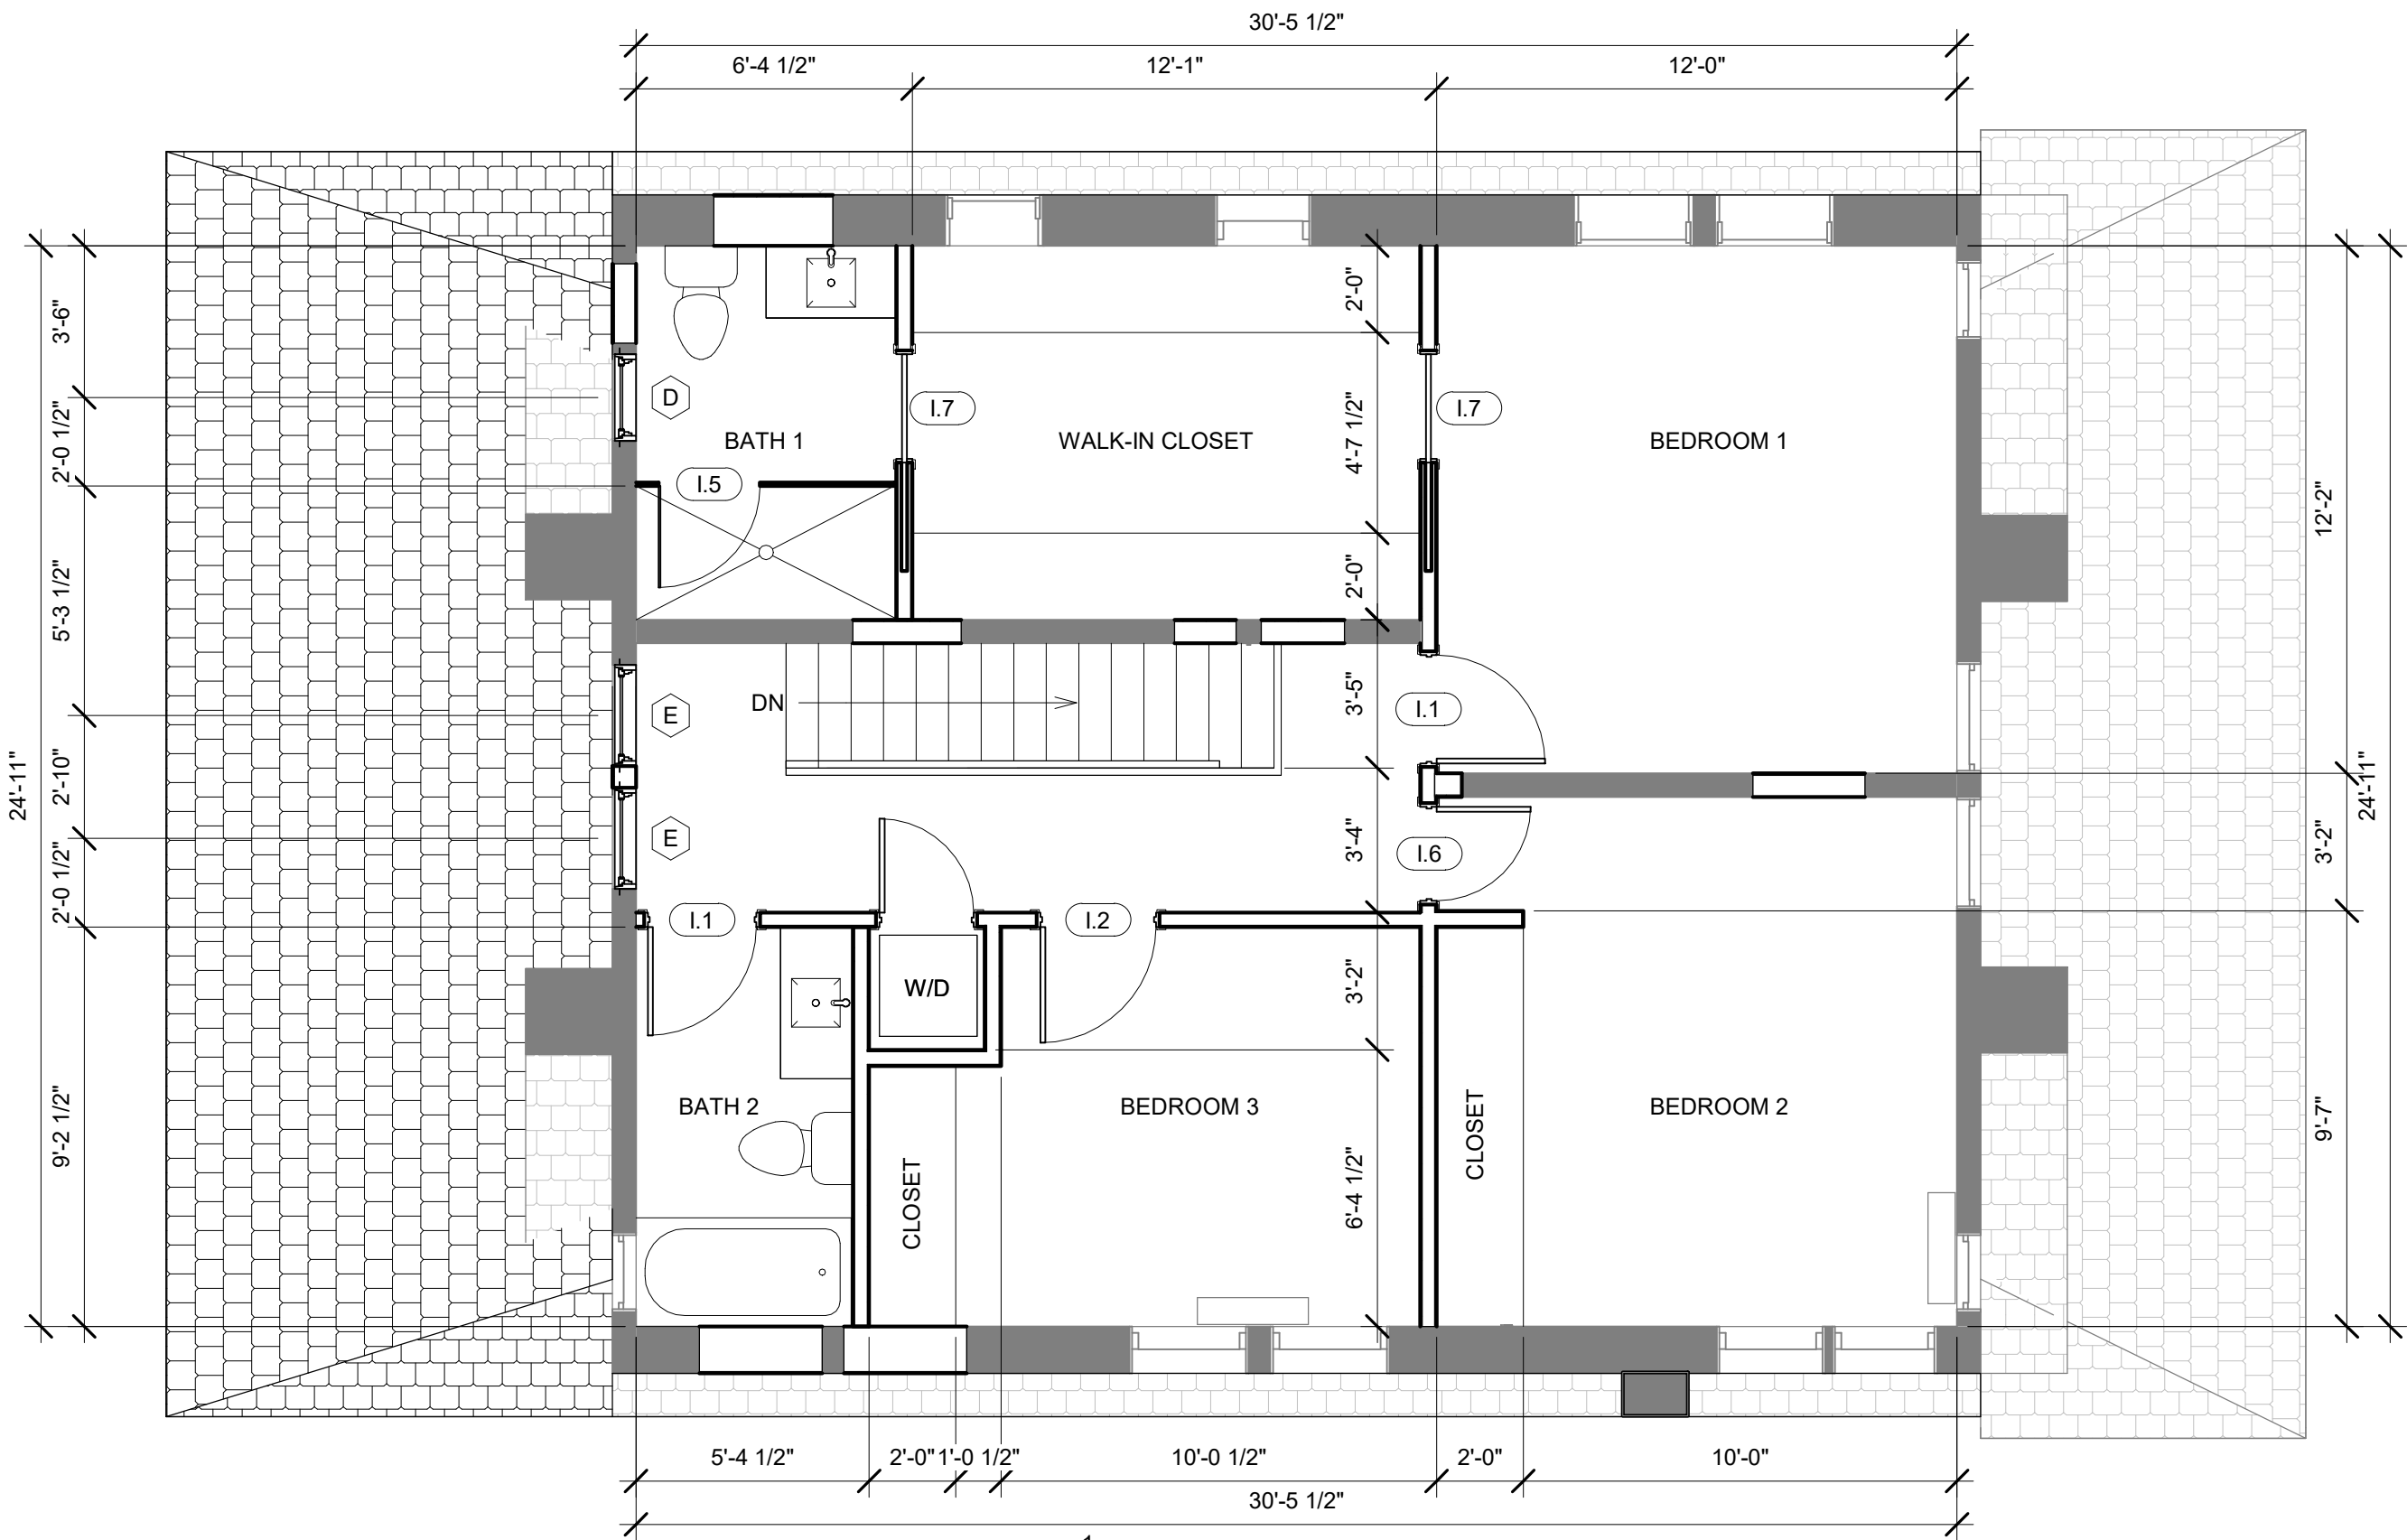 30'-5 1/2"
6'-4 1/2"
12'-1"
12'-0"
3'-6"
2'-0 1/2"
5'-3 1/2"
2'-10"
2'-0 1/2"
9'-2 1/2"
24'-11"
D
BATH 1
I.5
I.7
WALK-IN CLOSET
2'-0"
4'-7 1/2"
2'-0"
I.7
BEDROOM 1
12'-2"
3'-2"
9'-7"
24'-11"
E
DN
3'-5"
I.1
E
3'-4"
I.6
I.1
I.2
W/D
3'-2"
BATH 2
CLOSET
BEDROOM 3
6'-4 1/2"
CLOSET
BEDROOM 2
5'-4 1/2"
2'-0"
1'-0 1/2"
10'-0 1/2"
2'-0"
10'-0"
30'-5 1/2"